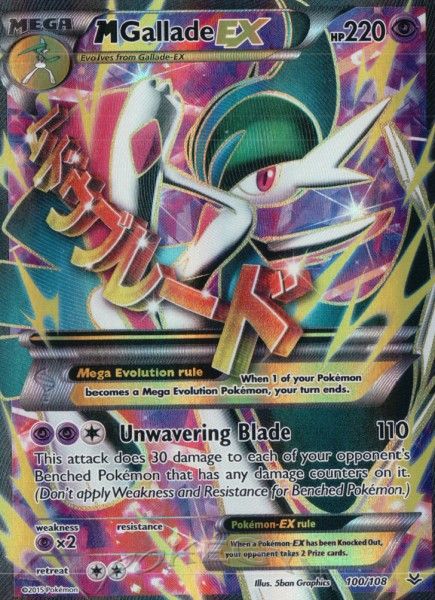 MEGA
M Gallade EX
HP 220
Evolves from Gallade-EX
バウブレード
Mega Evolution rule
When 1 of your Pokémon
becomes a Mega Evolution Pokémon, your turn ends.
Unwavering Blade 110
This attack does 30 damage to each of your opponent's
Benched Pokémon that has any damage counters on it.
(Don't apply Weakness and Resistance for Benched Pokémon.)
weakness
×2
resistance
retreat
Pokémon-EX rule
When a Pokémon-EX has been Knocked Out,
your opponent takes 2 Prize cards.
©2015 Pokémon
Illus. 5ban Graphics
100/108